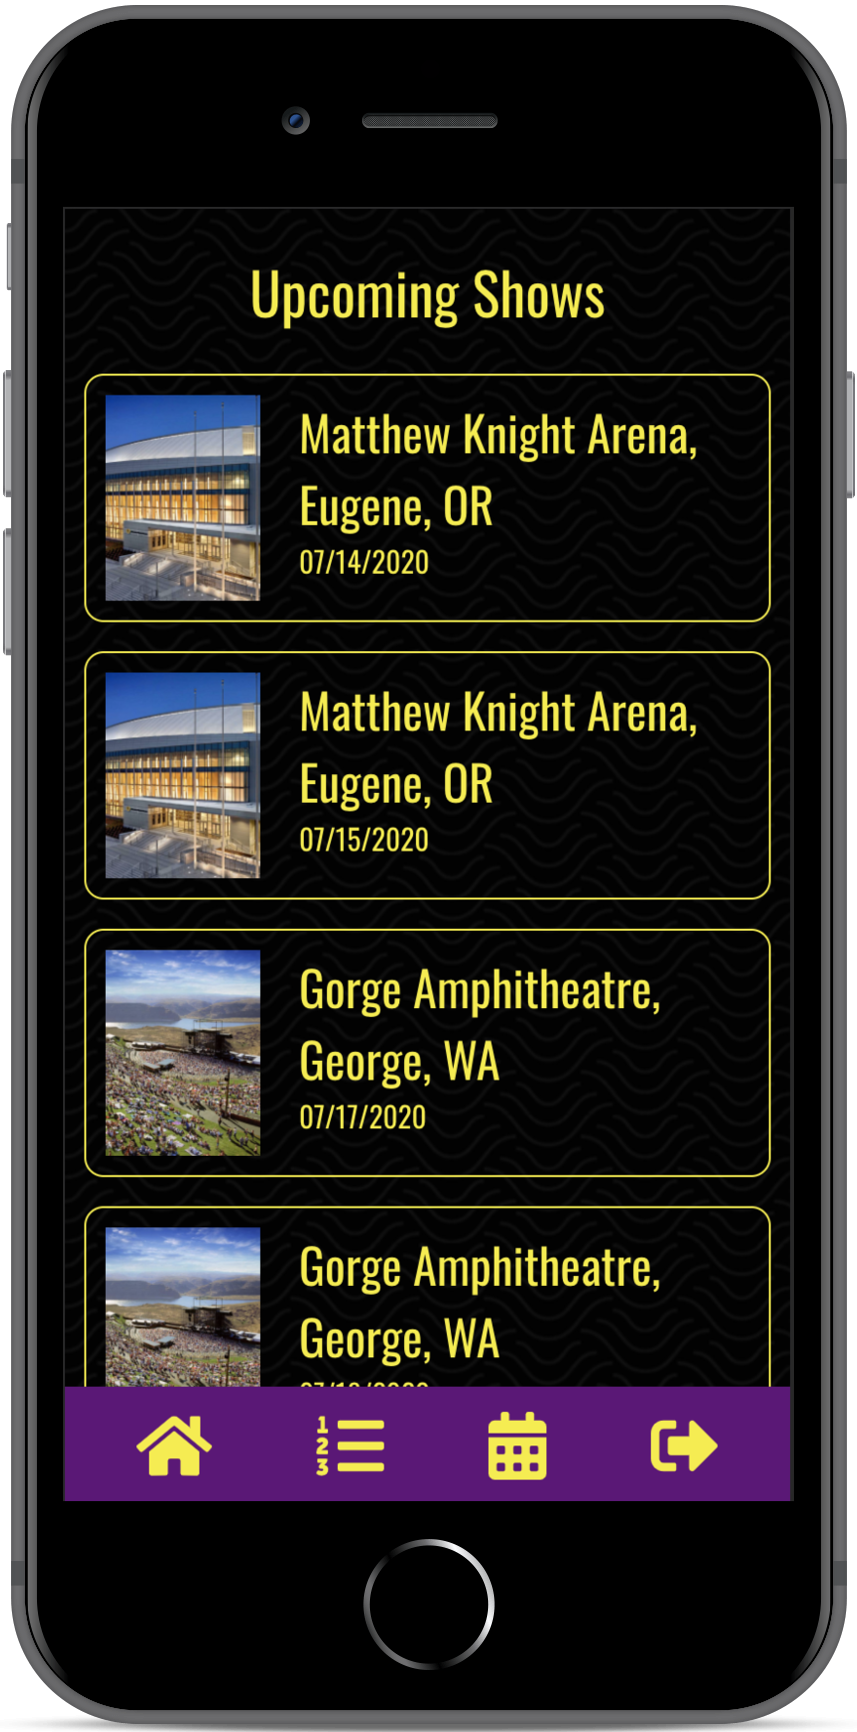 Upcoming Shows
Matthew Knight Arena,
Eugene, OR
07/14/2020
Matthew Knight Arena,
Eugene, OR
07/15/2020
Gorge Amphitheatre,
George, WA
07/17/2020
Gorge Amphitheatre,
George, WA
1
2
3